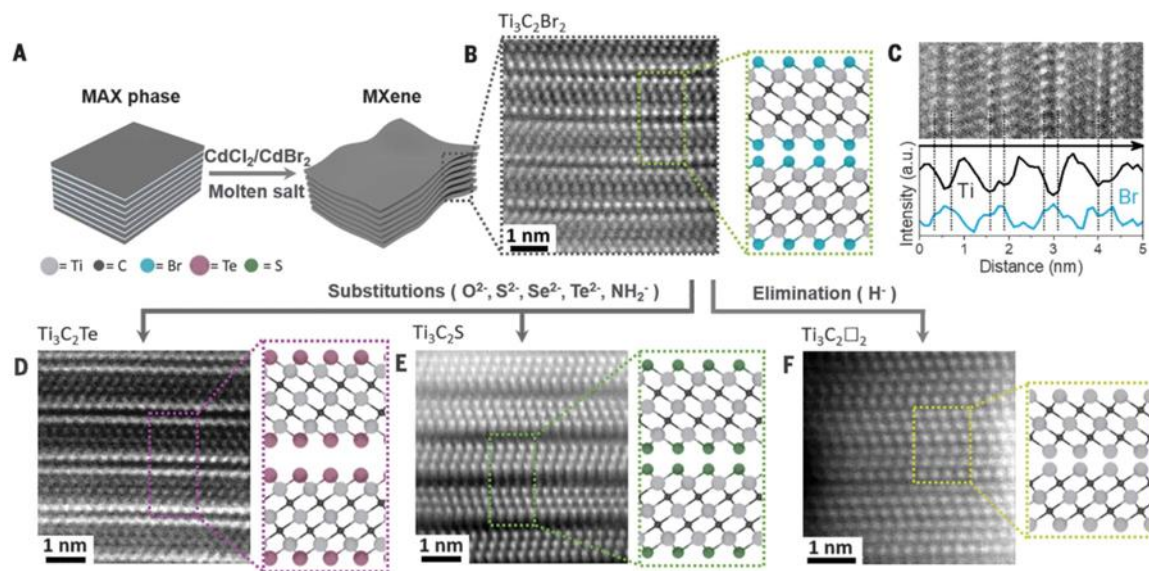 Ti₃C₂Br₂
A
B
C
MAX phase
MXene
CdCl₂/CdBr₂
Molten salt
1 nm
Intensity (a.u.)
Ti
Br
0 1 2 3 4 5
Distance (nm)
= Ti = C = Br = Te = S
Substitutions ( O²⁻, S²⁻, Se²⁻, Te²⁻, NH₂⁻ )
Elimination ( H⁻ )
Ti₃C₂Te
Ti₃C₂S
Ti₃C₂□₂
D
E
F
1 nm
1 nm
1 nm